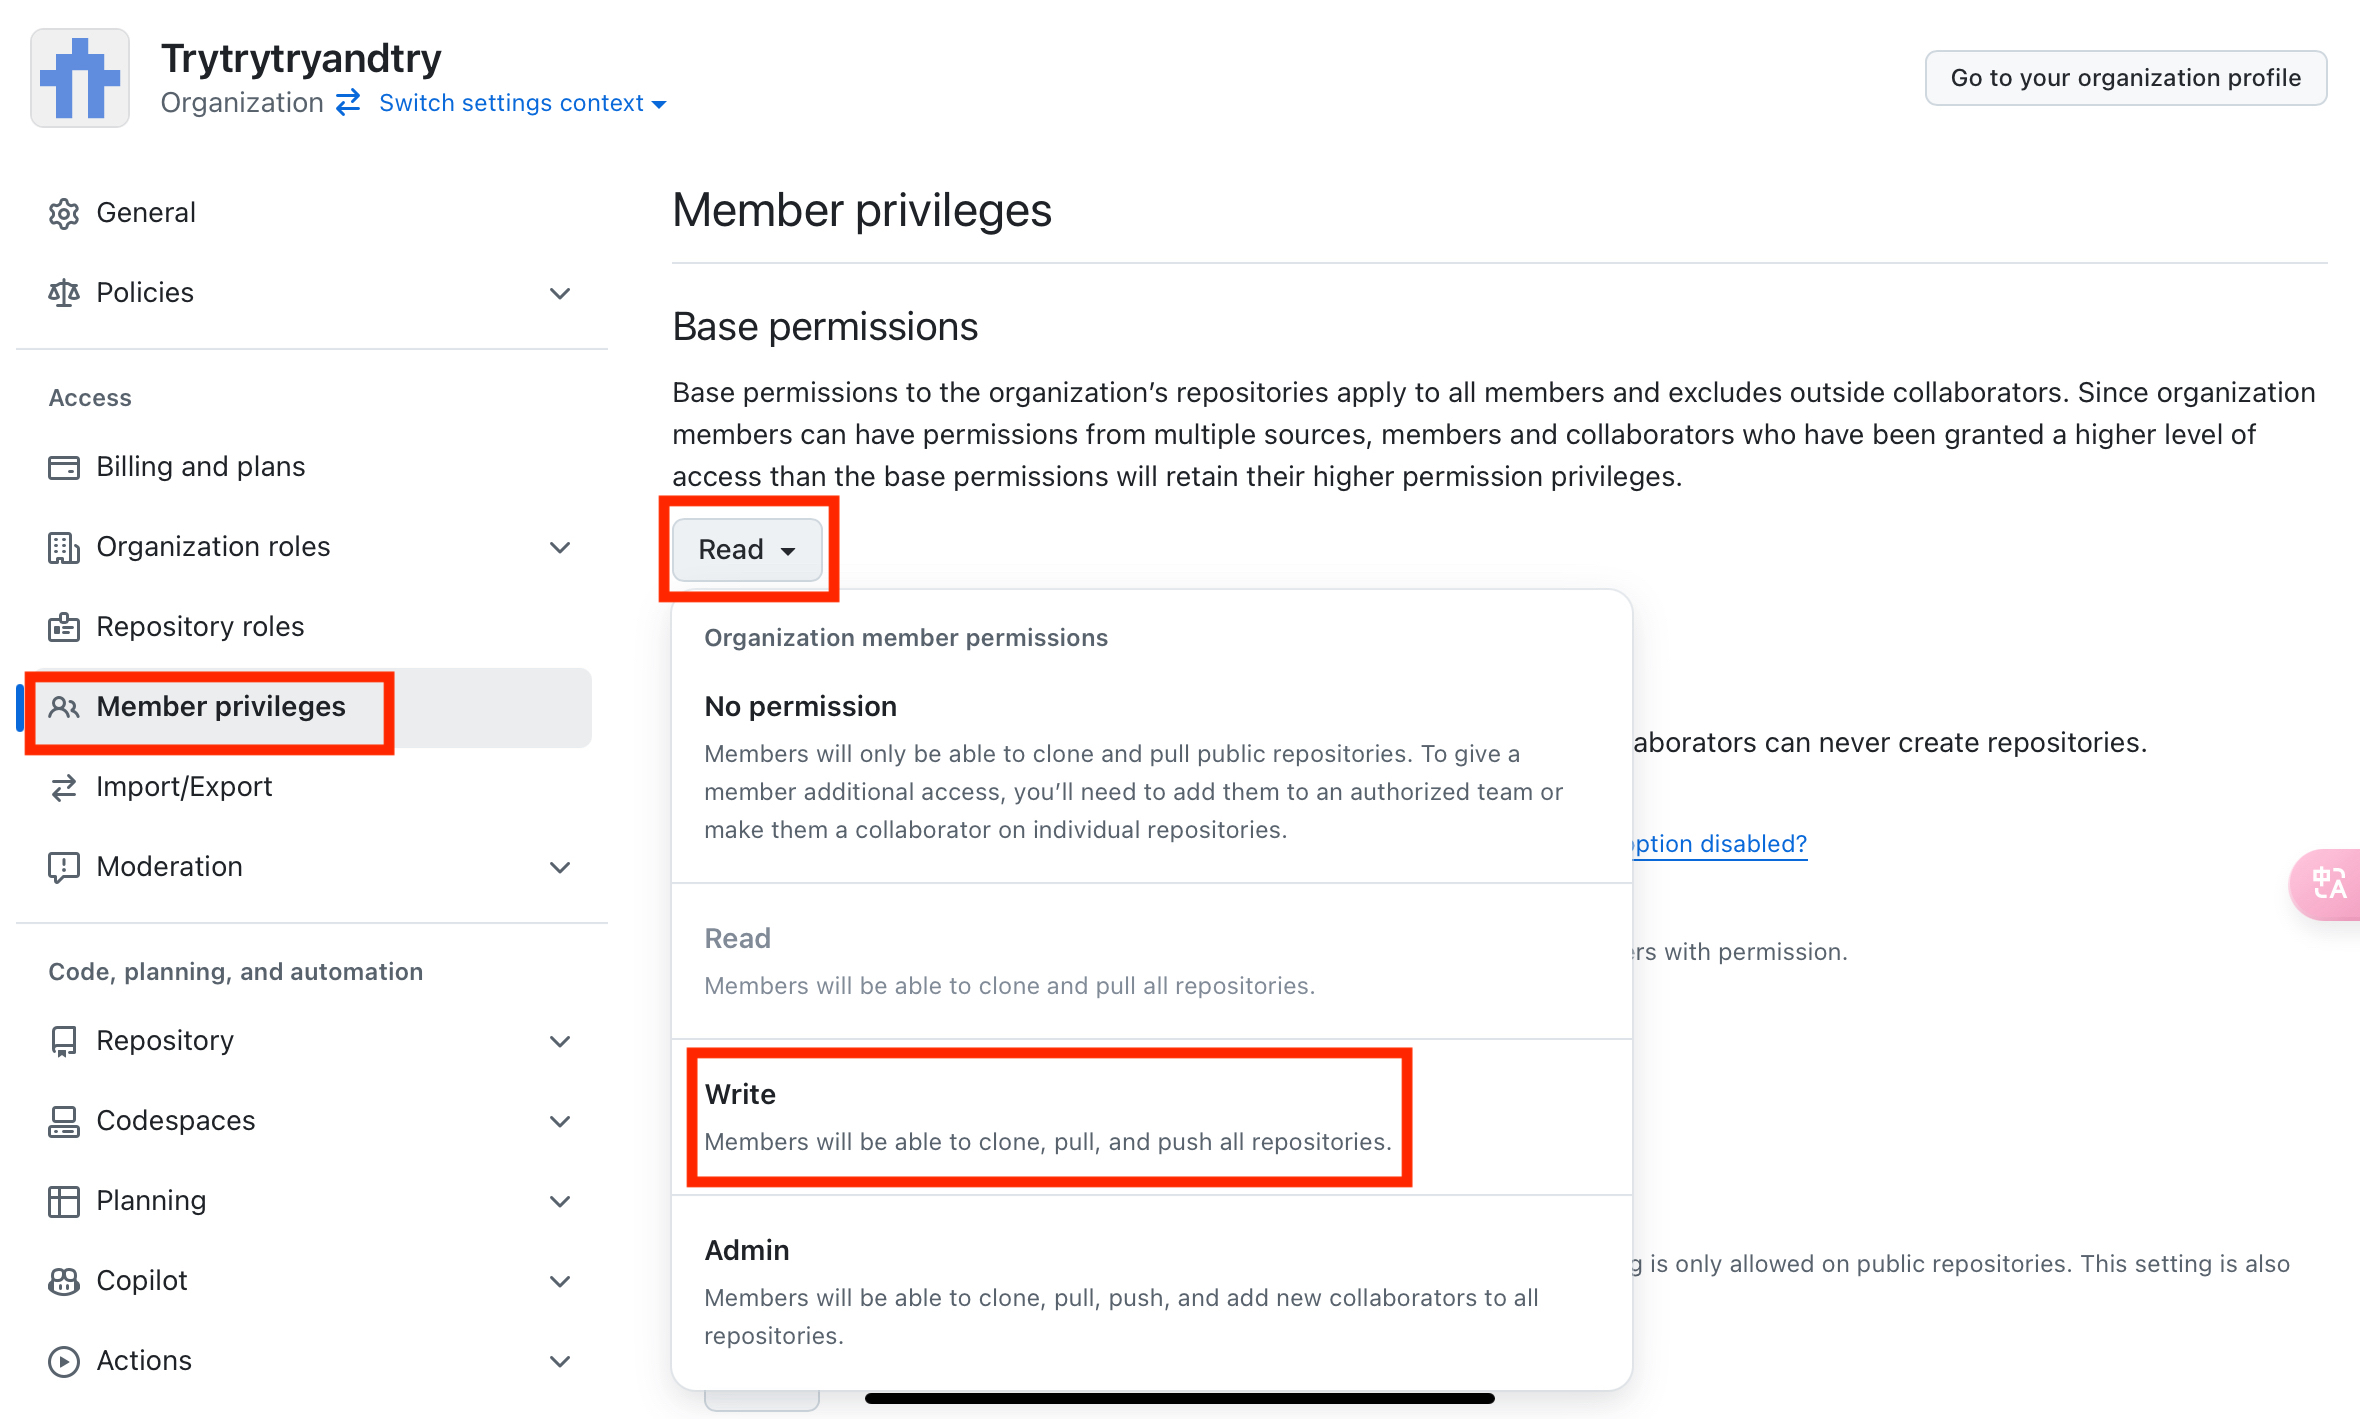 Trytrytryandtry
Organization Switch settings context
Go to your organization profile
General
Policies
Access
Billing and plans
Organization roles
Repository roles
Member privileges
Import/Export
Moderation
Code, planning, and automation
Repository
Codespaces
Planning
Copilot
Actions
Member privileges
Base permissions
Base permissions to the organization’s repositories apply to all members and excludes outside collaborators. Since organization
members can have permissions from multiple sources, members and collaborators who have been granted a higher level of
access than the base permissions will retain their higher permission privileges.
Read
Organization member permissions
No permission
Members will only be able to clone and pull public repositories. To give a
member additional access, you’ll need to add them to an authorized team or
make them a collaborator on individual repositories.
Read
Members will be able to clone and pull all repositories.
Write
Members will be able to clone, pull, and push all repositories.
Admin
Members will be able to clone, pull, push, and add new collaborators to all
repositories.
aborators can never create repositories.
option disabled?
ers with permission.
g is only allowed on public repositories. This setting is also
中 A